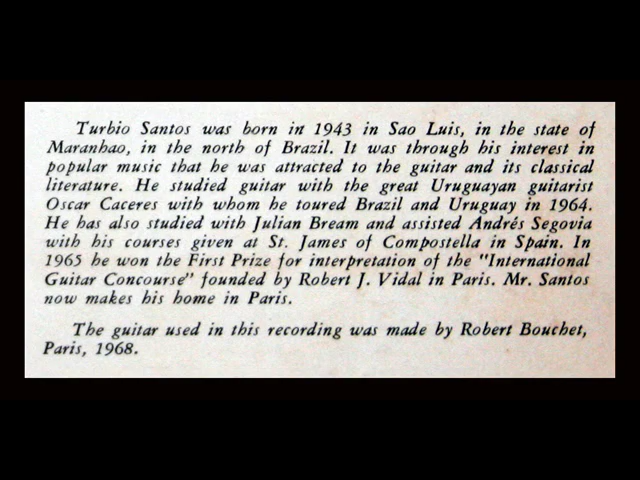 Turbio Santos was born in 1943 in Sao Luis, in the state of
Maranhao, in the north of Brazil. It was through his interest in
popular music that he was attracted to the guitar and its classical
literature. He studied guitar with the great Uruguayan guitarist
Oscar Caceres with whom he toured Brazil and Uruguay in 1964.
He has also studied with Julian Bream and assisted Andrés Segovia
with his courses given at St. James of Compostella in Spain. In
1965 he won the First Prize for interpretation of the "International
Guitar Concourse" founded by Robert J. Vidal in Paris. Mr. Santos
now makes his home in Paris.
The guitar used in this recording was made by Robert Bouchet,
Paris, 1968.